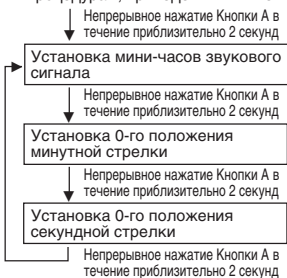 Непрерывное нажатие Кнопки А в
течение приблизительно 2 секунд
Установка мини-часов звукового
сигнала
Непрерывное нажатие Кнопки А в
течение приблизительно 2 секунд
Установка 0-го положения
минутной стрелки
Непрерывное нажатие Кнопки А в
течение приблизительно 2 секунд
Установка 0-го положения
секундной стрелки
Непрерывное нажатие Кнопки А в
течение приблизительно 2 секунд